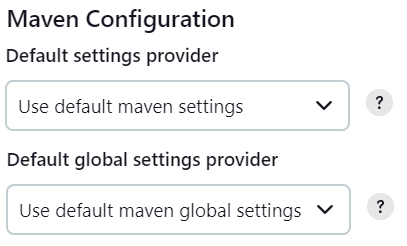 Maven Configuration
Default settings provider
Use default maven settings
?
Default global settings provider
Use default maven global settings
?